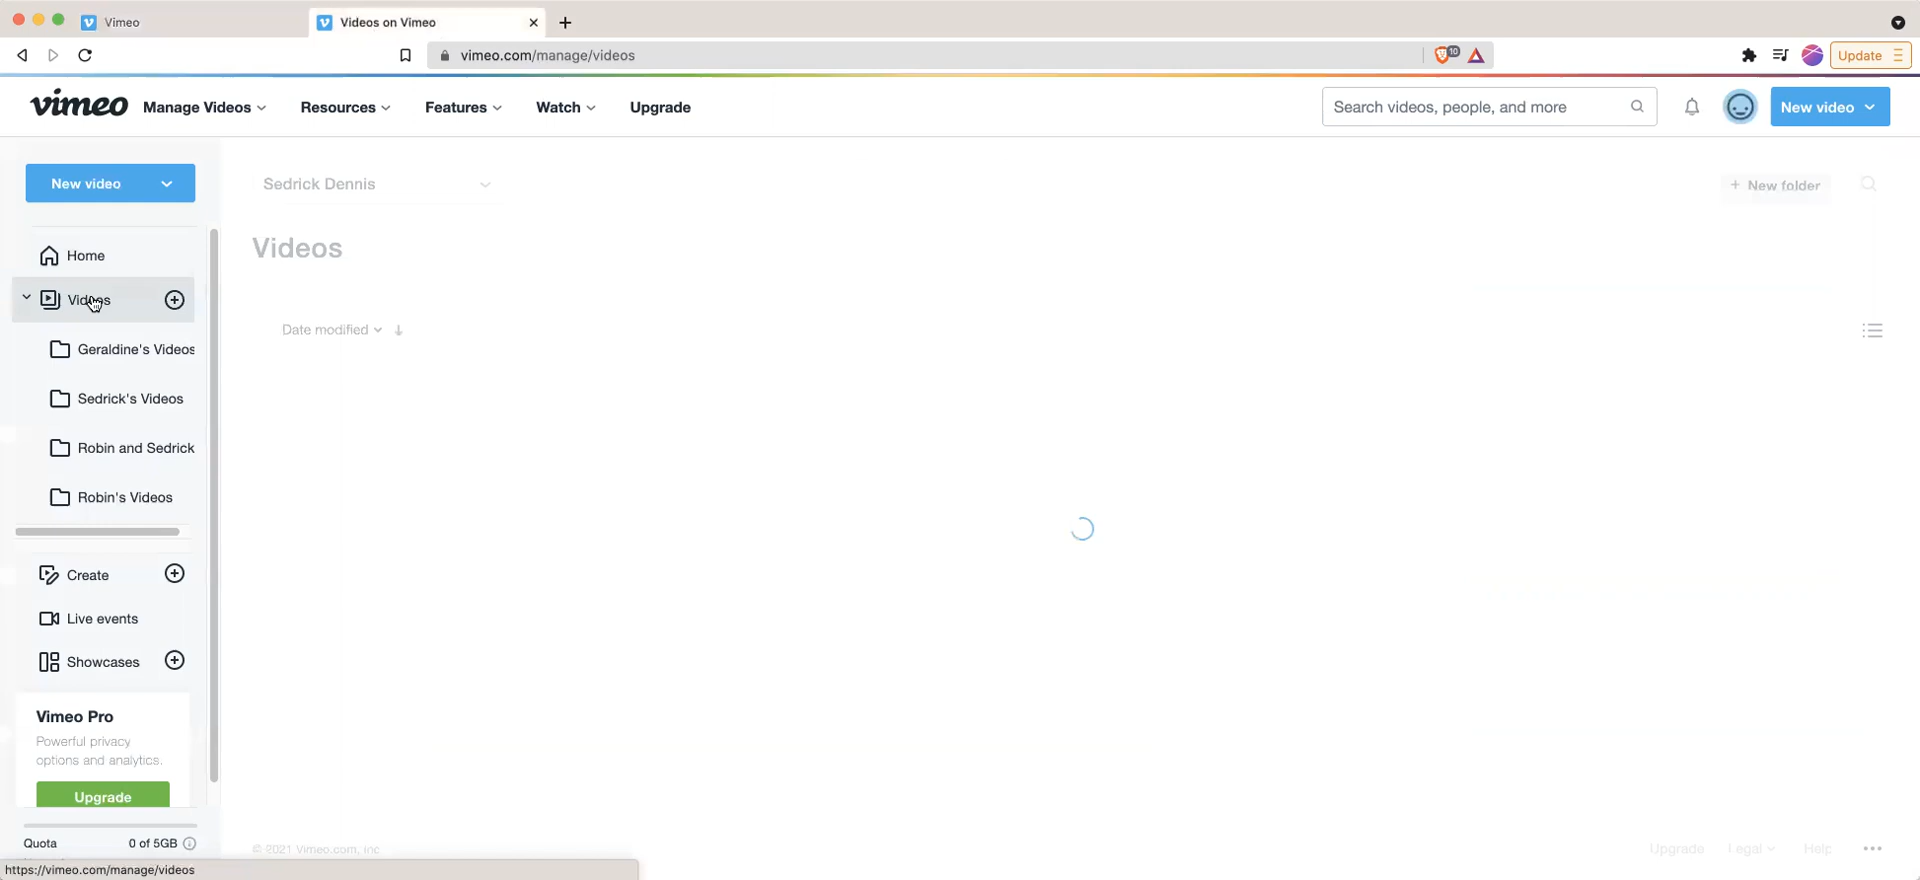 Vimeo
Videos on Vimeo
vimeo.com/manage/videos
10
Update
vimeo
Manage Videos
Resources
Features
Watch
Upgrade
Search videos, people, and more
New video
New video
Sedrick Dennis
+ New folder
Home
Videos
Videos
Geraldine's Videos
Date modified
Sedrick's Videos
Robin and Sedrick
Robin's Videos
Create
Live events
Showcases
Vimeo Pro
Powerful privacy
options and analytics.
Upgrade
Quota 0 of 5GB
© 2021 Vimeo.com, Inc
Upgrade Legal Help
https://vimeo.com/manage/videos